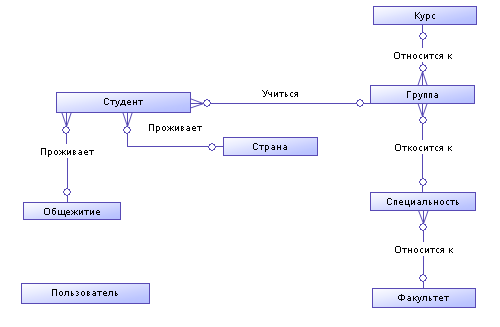 Курс
Относится к
Учиться
Студент
Группа
Проживает
Проживает
Страна
Откосится к
Общежитие
Специальность
Относится к
Пользователь
Факультет